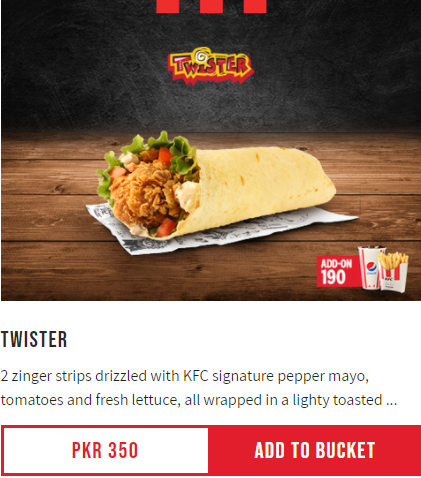 TWISTER
ADD-ON
190
TWISTER
2 zinger strips drizzled with KFC signature pepper mayo,
tomatoes and fresh lettuce, all wrapped in a lighty toasted ...
PKR 350
ADD TO BUCKET